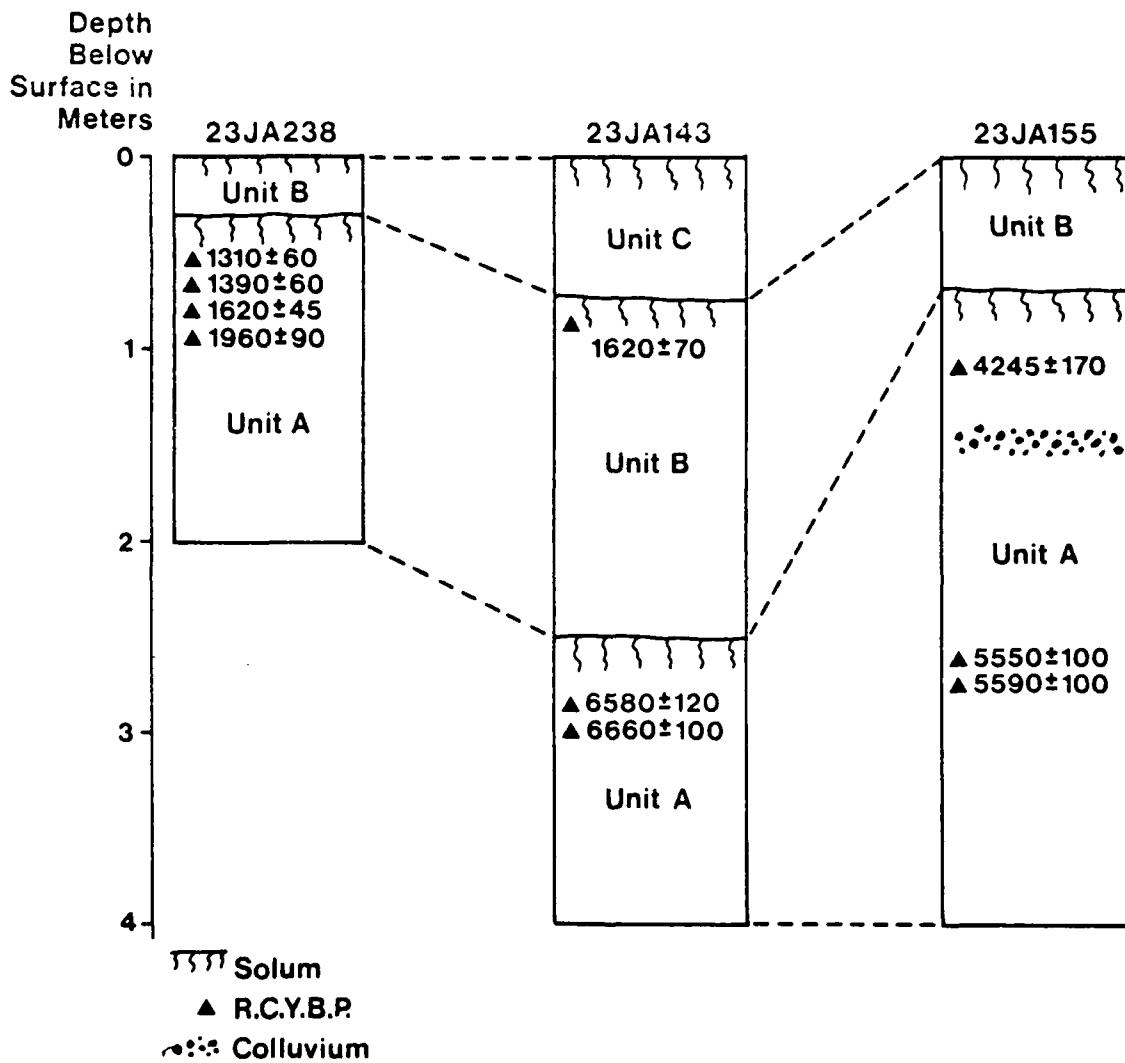 Depth
Below
Surface in
Meters
23JA238
23JA143
23JA155
0
1
2
3
4
Unit B
1310±60
1390±60
1620±45
1960±90
Unit A
Unit C
1620±70
Unit B
6580±120
6660±100
Unit A
Unit B
4245±170
Unit A
5550±100
5590±100
Solum
R.C.Y.B.P.
Colluvium